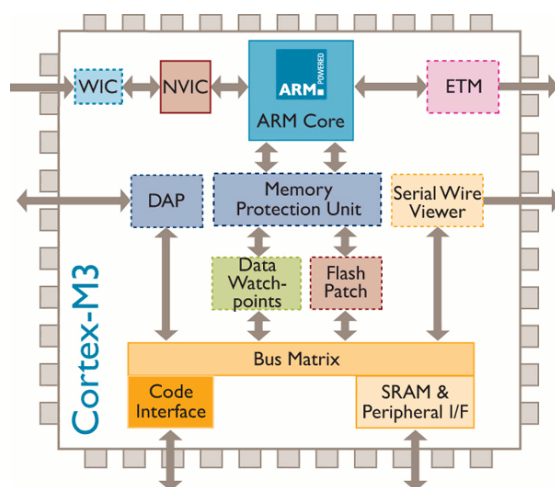 ARM
POWERED
WIC
NVIC
ARM Core
ETM
DAP
Memory
Protection Unit
Serial Wire
Viewer
Data
Watch-
points
Flash
Patch
Cortex-M3
Bus Matrix
Code
Interface
SRAM &
Peripheral I/F